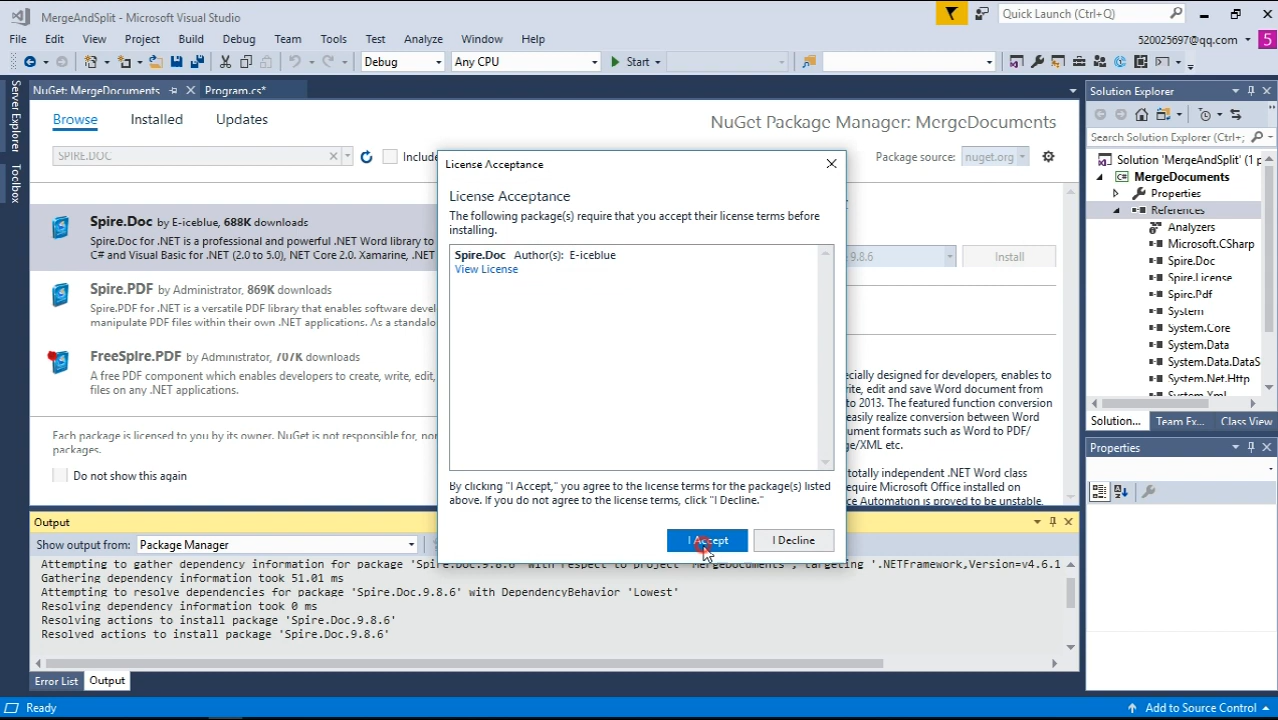 MergeAndSplit - Microsoft Visual Studio
Quick Launch (Ctrl+Q)
File Edit View Project Build Debug Team Tools Test Analyze Window Help
520025697@qq.com 5
Debug Any CPU Start
Server Explorer
Toolbox
NuGet: MergeDocuments Program.cs*
Browse Installed Updates
NuGet Package Manager: MergeDocuments
SPIRE.DOC Include
Package source: nuget.org
Spire.Doc by E-iceblue, 688K downloads
Spire.Doc for .NET is a professional and powerful .NET Word library to
C# and Visual Basic for .NET (2.0 to 5.0), .NET Core 2.0. Xamarine, .NET
Spire.PDF by Administrator, 869K downloads
Spire.PDF for .NET is a versatile PDF library that enables software deve
manipulate PDF files within their own .NET applications. As a standalo
FreeSpire.PDF by Administrator, 707K downloads
A free PDF component which enables developers to create, write, edit,
files on any .NET applications.
Each package is licensed to you by its owner. NuGet is not responsible for, nor
packages.
Do not show this again
License Acceptance
License Acceptance
The following package(s) require that you accept their license terms before
installing.
Spire.Doc Author(s): E-iceblue
View License
By clicking "I Accept," you agree to the license terms for the package(s) listed
above. If you do not agree to the license terms, click "I Decline."
I Accept I Decline
9.8.6 Install
ecially designed for developers, enables to
rite, edit and save Word document from
to 2013. The featured function conversion
easily realize conversion between Word
ocument formats such as Word to PDF/
ge/XML etc.
totally independent .NET Word class
equire Microsoft Office installed on
e Automation is proved to be unstable,
Solution Explorer
Search Solution Explorer (Ctrl+;
Solution 'MergeAndSplit' (1 p
MergeDocuments
Properties
References
Analyzers
Microsoft.CSharp
Spire.Doc
Spire.License
Spire.Pdf
System
System.Core
System.Data
System.Data.DataS
System.Net.Http
System.Xml
Solution... Team Ex... Class View
Properties
Output
Show output from: Package Manager
Attempting to gather dependency information for package 'Spire.Doc.9.8.6' with respect to project 'MergeDocuments', targeting '.NETFramework,Version=v4.6.1
Gathering dependency information took 51.01 ms
Attempting to resolve dependencies for package 'Spire.Doc.9.8.6' with DependencyBehavior 'Lowest'
Resolving dependency information took 0 ms
Resolving actions to install package 'Spire.Doc.9.8.6'
Resolved actions to install package 'Spire.Doc.9.8.6'
Error List Output
Ready
Add to Source Control